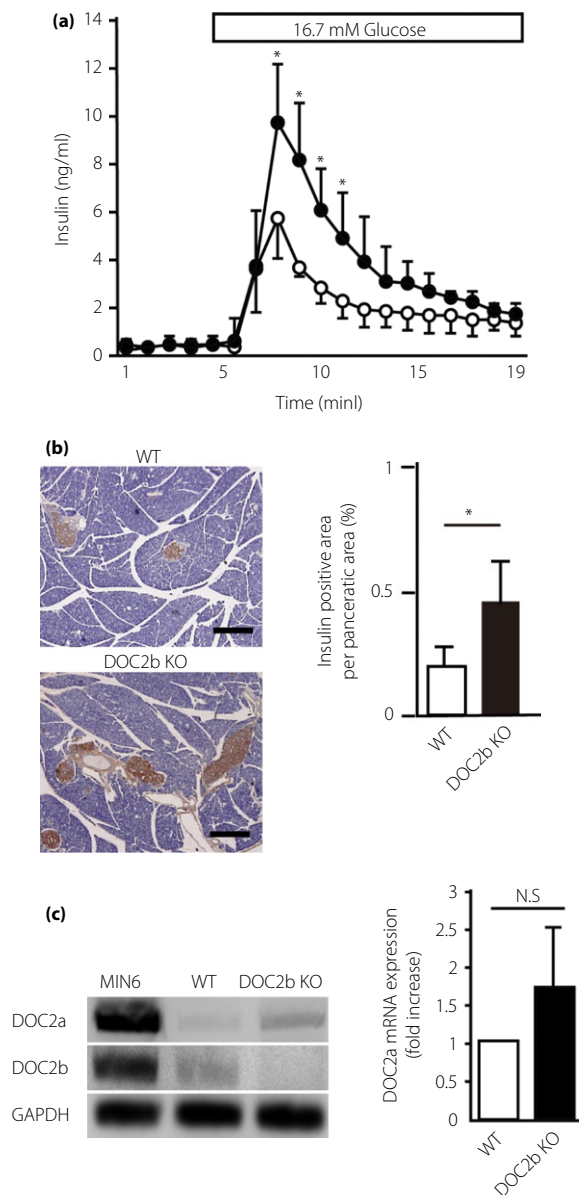 (a)
16.7 mM Glucose
14
12
10
8
6
4
2
0
Insulin (ng/ml)
* * * *
1 5 10 15 19
Time (minl)
(b)
WT
DOC2b KO
1
0.5
0
Insulin positive area
per panceratic area (%)
*
WT
DOC2b KO
(c)
MIN6 WT DOC2b KO
DOC2a
DOC2b
GAPDH
3
2.5
2
1.5
1
0.5
0
DOC2a mRNA expression
(fold increase)
N.S
WT
DOC2b KO